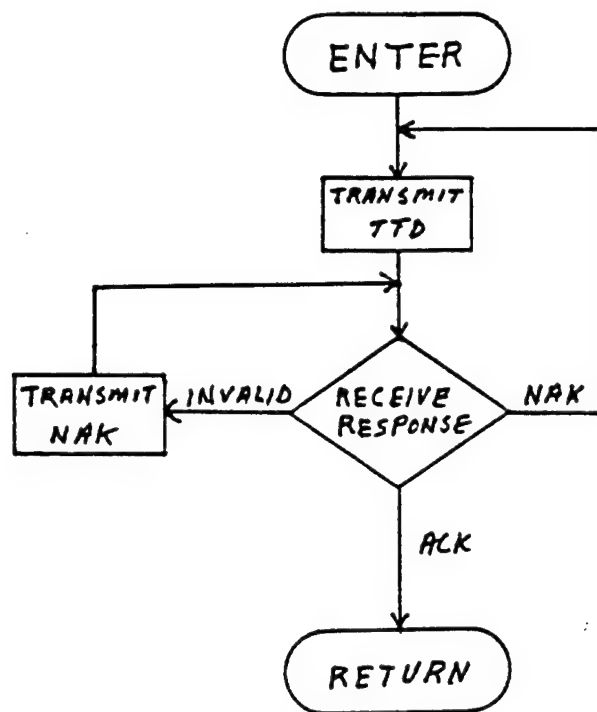 ENTER
TRANSMIT
TTD
TRANSMIT
NAK
INVALID
RECEIVE
RESPONSE
NAK
ACK
RETURN